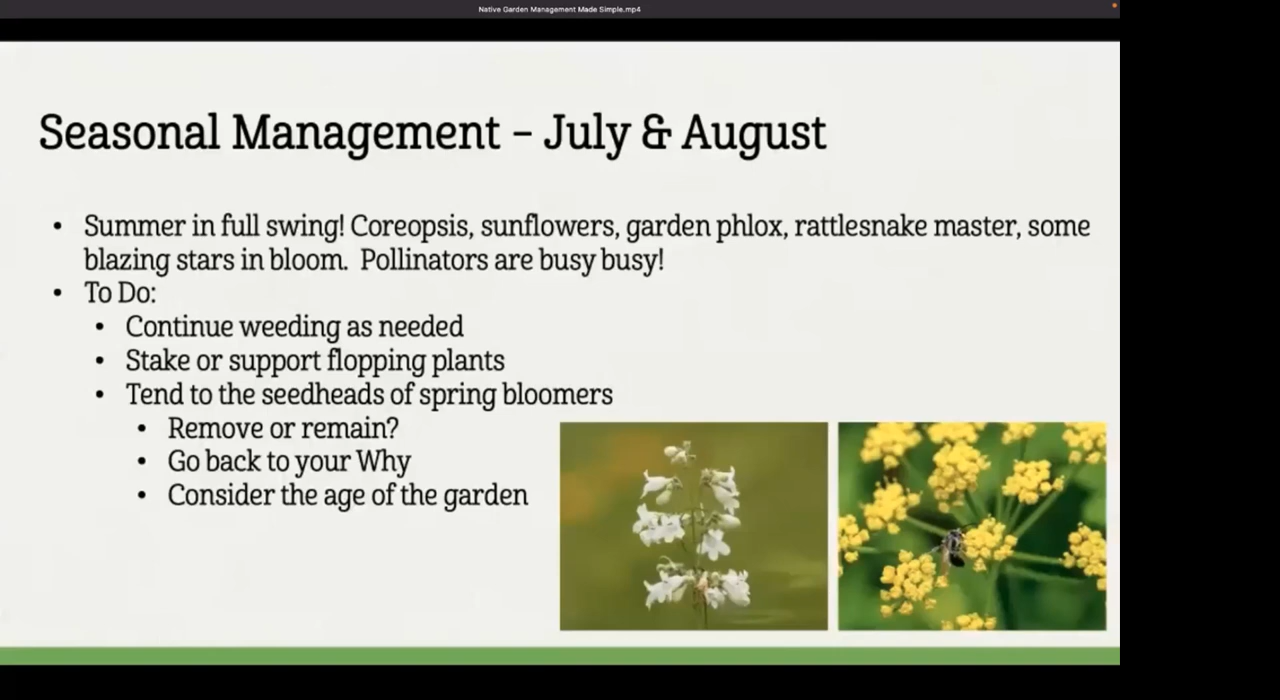 Native Garden Management Made Simple.mp4
Seasonal Management – July & August
• Summer in full swing! Coreopsis, sunflowers, garden phlox, rattlesnake master, some
blazing stars in bloom.  Pollinators are busy busy!
• To Do:
• Continue weeding as needed
• Stake or support flopping plants
• Tend to the seedheads of spring bloomers
• Remove or remain?
• Go back to your Why
• Consider the age of the garden